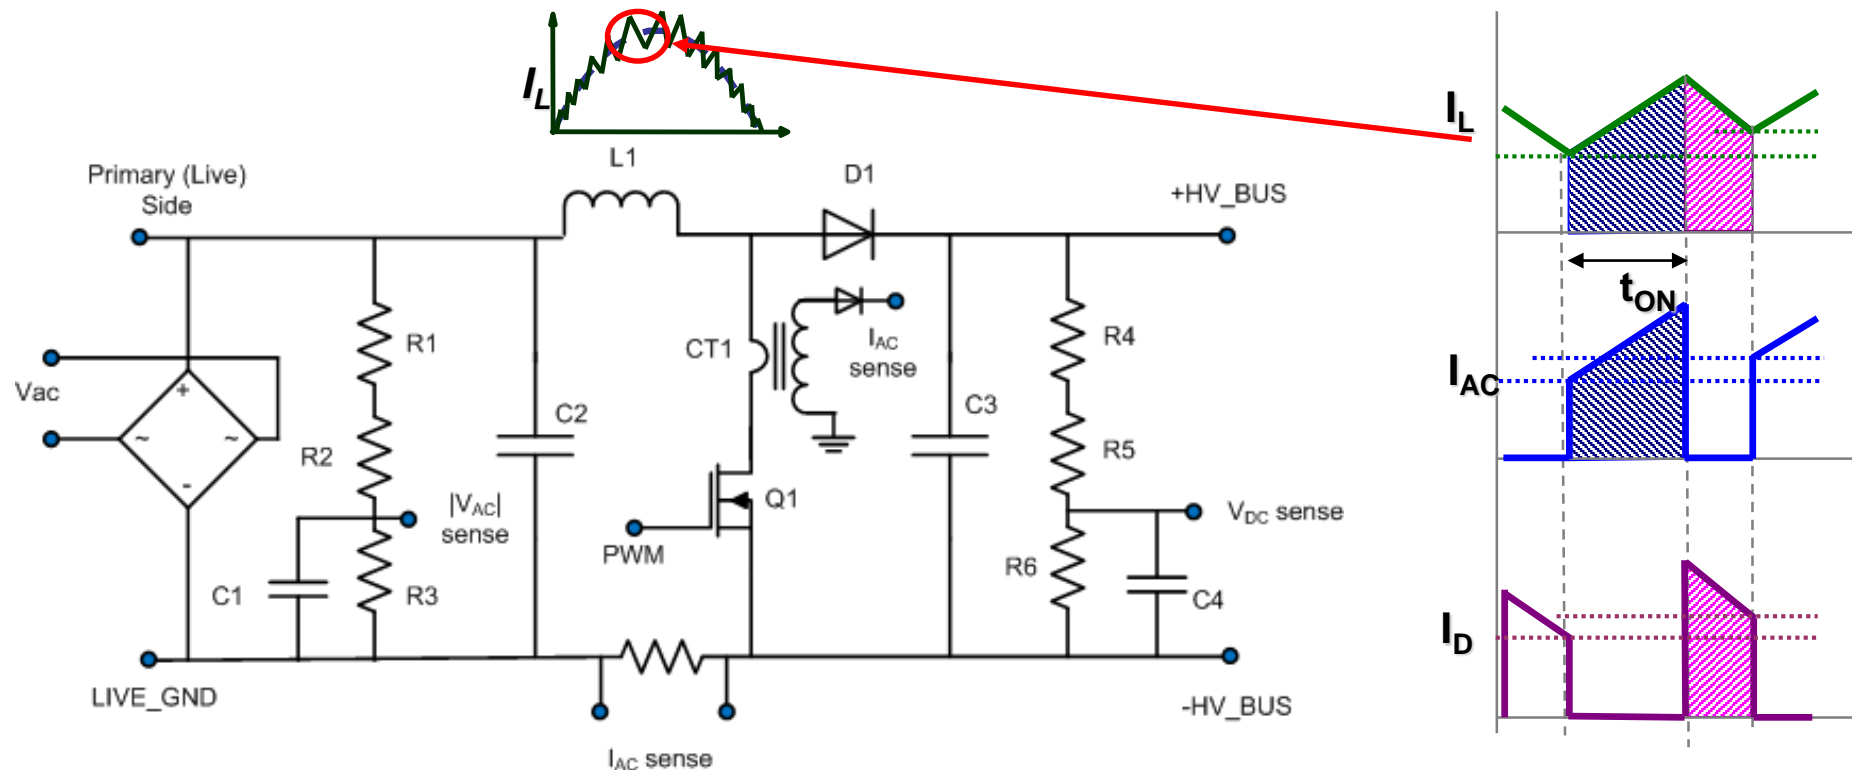 I_L
L1
D1
Primary (Live)
Side
+HV_BUS
R1
CT1
I_AC
sense
R4
Vac
+
~
~
-
C2
C3
R2
R5
|V_AC|
sense
Q1
V_DC sense
PWM
C1
R3
R6
C4
LIVE_GND
-HV_BUS
I_AC sense
I_L
t_ON
I_AC
I_D